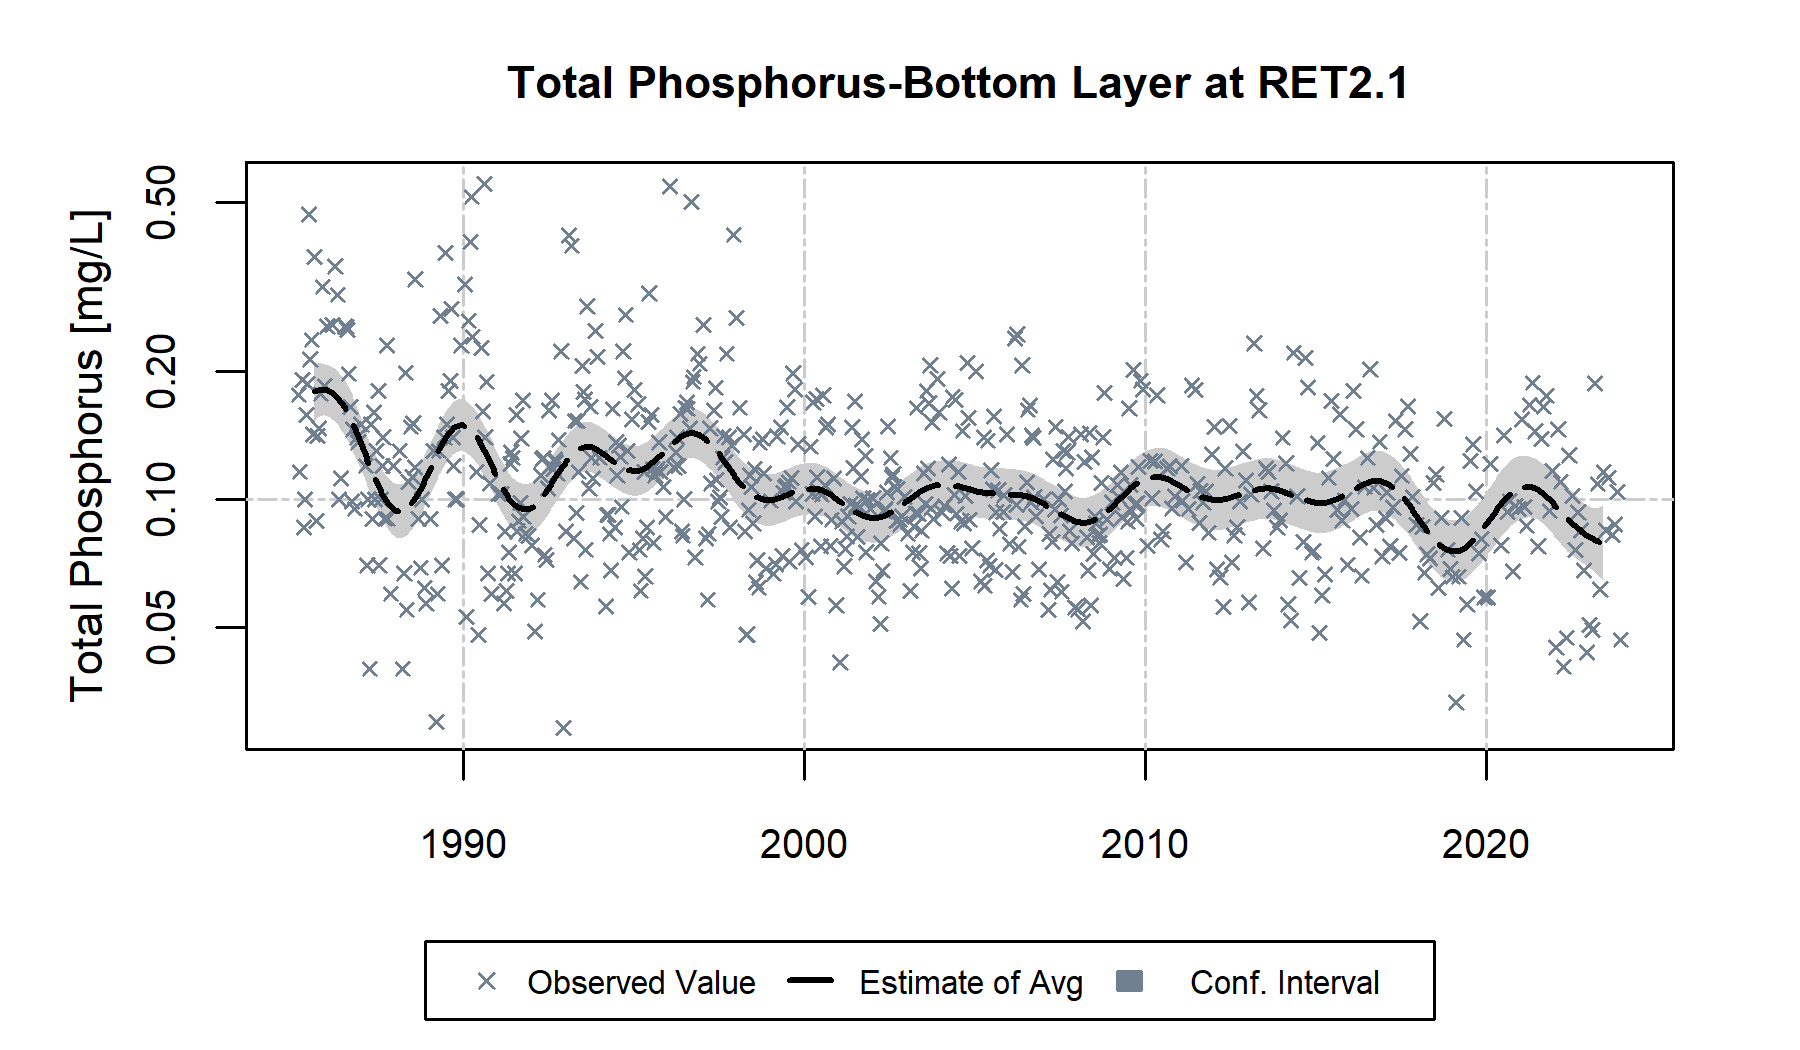 Total Phosphorus-Bottom Layer at RET2.1
Total Phosphorus [mg/L]
0.50
0.20
0.10
0.05
1990 2000 2010 2020
Observed Value Estimate of Avg Conf. Interval